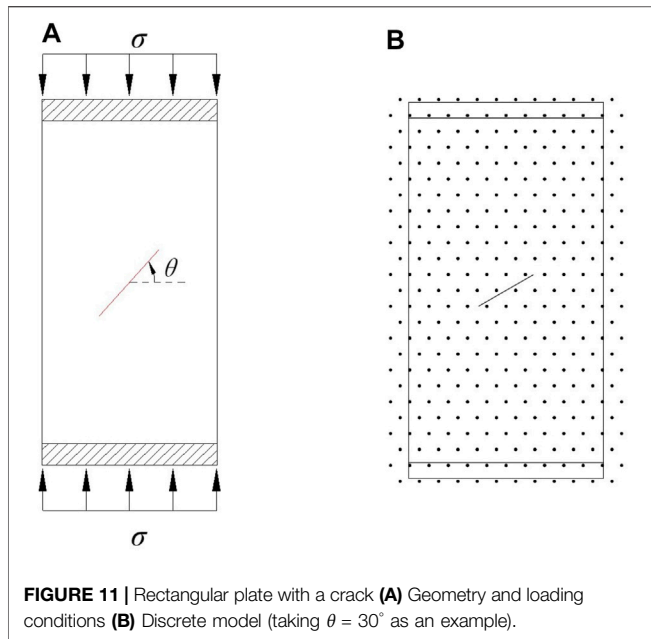 A
σ
θ
σ
B
FIGURE 11 | Rectangular plate with a crack (A) Geometry and loading
conditions (B) Discrete model (taking θ = 30° as an example).